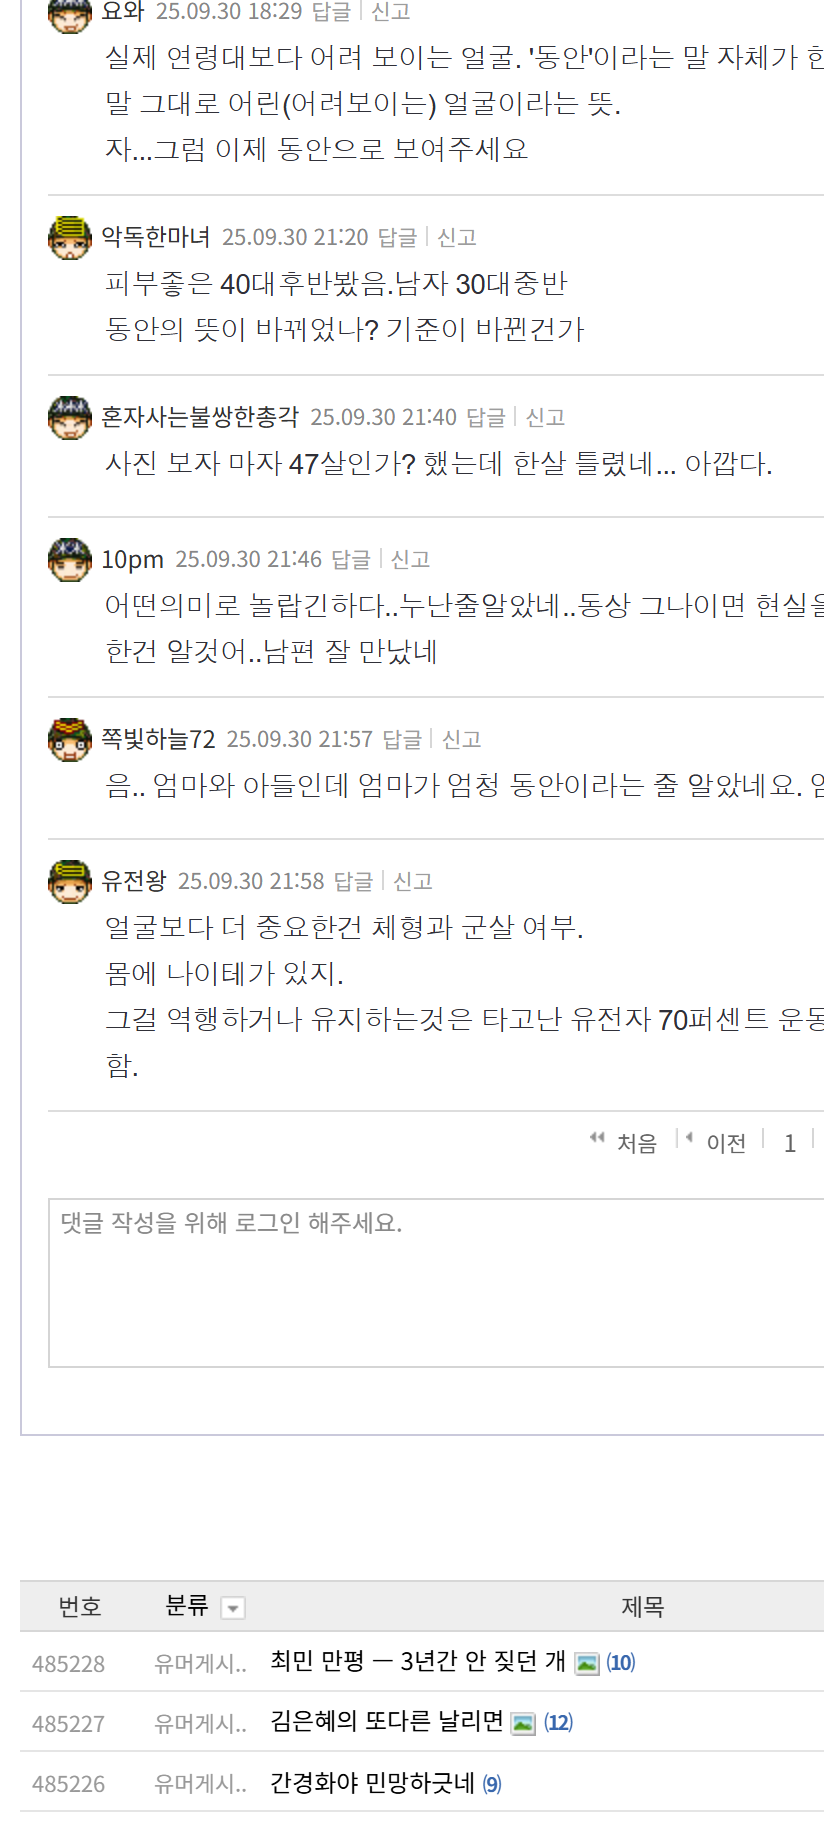 요와 25.09.30 18:29 답글 신고
실제 연령대보다 어려 보이는 얼굴. '동안'이라는 말 자체가 한
말 그대로 어린(어려보이는) 얼굴이라는 뜻.
자...그럼 이제 동안으로 보여주세요
악독한마녀 25.09.30 21:20 답글 신고
피부좋은 40대후반봤음.남자 30대중반
동안의 뜻이 바뀌었나? 기준이 바뀐건가
혼자사는불쌍한총각 25.09.30 21:40 답글 신고
사진 보자 마자 47살인가? 했는데 한살 틀렸네... 아깝다.
10pm 25.09.30 21:46 답글 신고
어떤의미로 놀랍긴하다..누난줄알았네..동상 그나이면 현실을
한건 알것어..남편 잘 만났네
쪽빛하늘72 25.09.30 21:57 답글 신고
음.. 엄마와 아들인데 엄마가 엄청 동안이라는 줄 알았네요.
유전왕 25.09.30 21:58 답글 신고
얼굴보다 더 중요한건 체형과 군살 여부.
몸에 나이테가 있지.
그걸 역행하거나 유지하는것은 타고난 유전자 70퍼센트 운동
함.
처음 이전 1
댓글 작성을 위해 로그인 해주세요.
번호 분류 제목
485228 유머게시.. 최민 만평 — 3년간 안 짖던 개 (10)
485227 유머게시.. 김은혜의 또다른 날리면 (12)
485226 유머게시.. 간경화야 민망하긋네 (9)